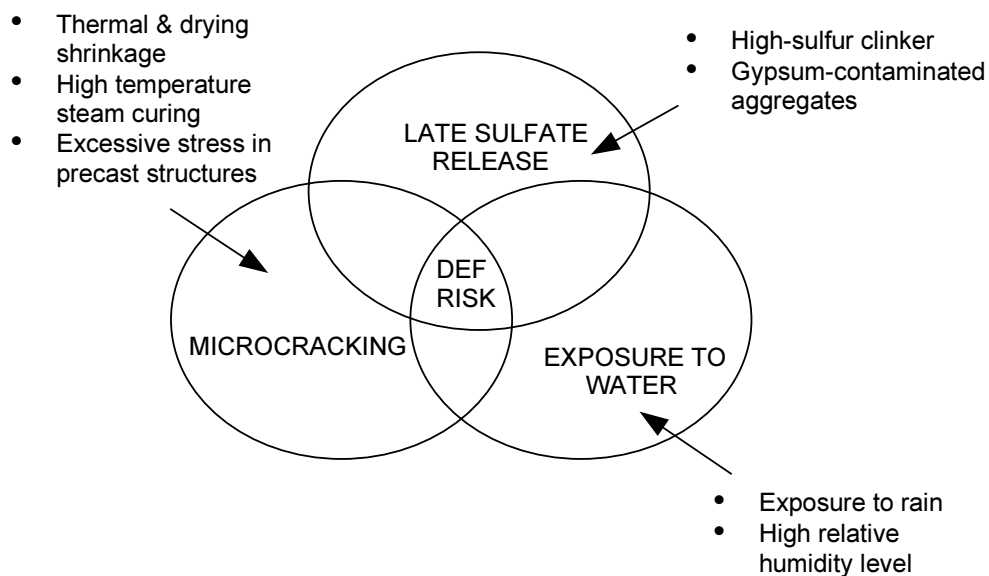 • Thermal & drying
shrinkage
• High temperature
steam curing
• Excessive stress in
precast structures
• High-sulfur clinker
• Gypsum-contaminated
aggregates
LATE SULFATE
RELEASE
DEF
RISK
MICROCRACKING
EXPOSURE TO
WATER
• Exposure to rain
• High relative
humidity level